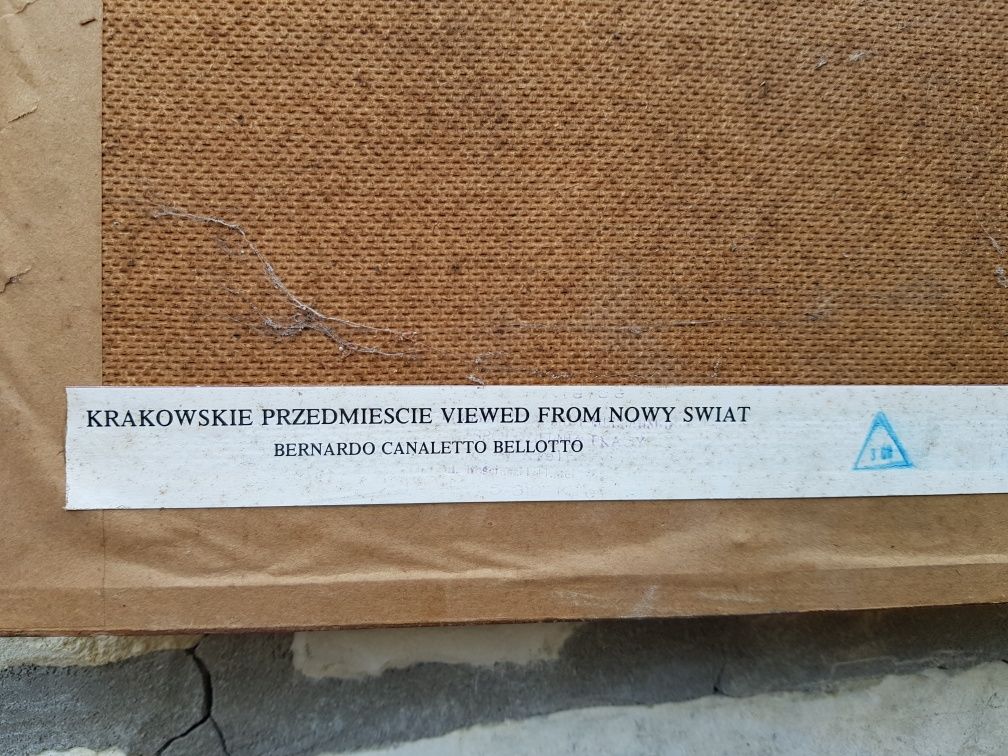 KRAKOWSKIE PRZEDMIESCIE VIEWED FROM NOWY SWIAT
BERNARDO CANALETTO BELLOTTO